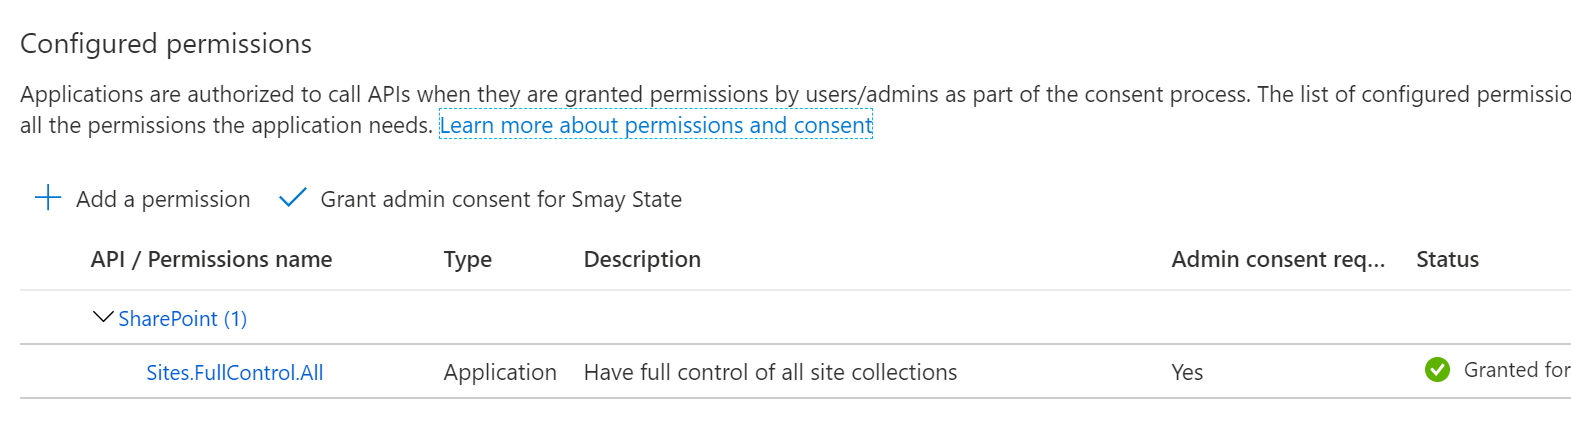 Configured permissions
Applications are authorized to call APIs when they are granted permissions by users/admins as part of the consent process. The list of configured permissio
all the permissions the application needs. Learn more about permissions and consent
Add a permission Grant admin consent for Smay State
API / Permissions name Type Description Admin consent req... Status
SharePoint (1)
Sites.FullControl.All Application Have full control of all site collections Yes Granted for